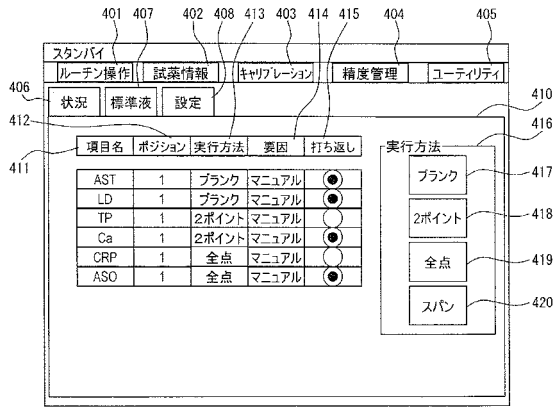 401 402 403 404 405
406 407 408 413 414 415
スタンバイ
ルーチン操作 試薬情報 キャリブレーション 精度管理 ユーティリティ
状況 標準液 設定
410
412 416
411 項目名 ポジション 実行方法 要因 打ち返し
実行方法
AST 1 ブランク マニュアル
LD 1 ブランク マニュアル
TP 1 2ポイント マニュアル
Ca 1 2ポイント マニュアル
CRP 1 全点 マニュアル
ASO 1 全点 マニュアル
ブランク 417
2ポイント 418
全点 419
スパン 420